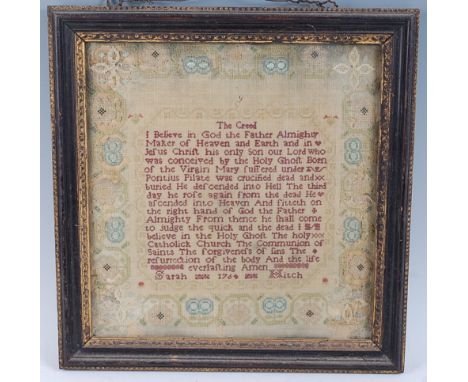 The Creed
I Believe in God the Father Almighty
Maker of Heaven and Earth and in
Jeſus Chriſt his only Son our Lord who
was conceived by the Holy Ghoſt Born
of the Virgin Mary ſuffered under
Pontius Pilate was crucified dead and
buried He deſcended into Hell The third
day he roſe again from the dead He
aſcended into Heaven And ſitteth on
the right hand of God the Father
Almighty From thence he ſhall come
to judge the quick and the dead I
believe in the Holy Ghoſt The holy
Catholick Church The Communion of
Saints The forgiveneſs of ſins The
reſurrection of the body And the life
everlaſting Amen
Sarah 1764 Hitch